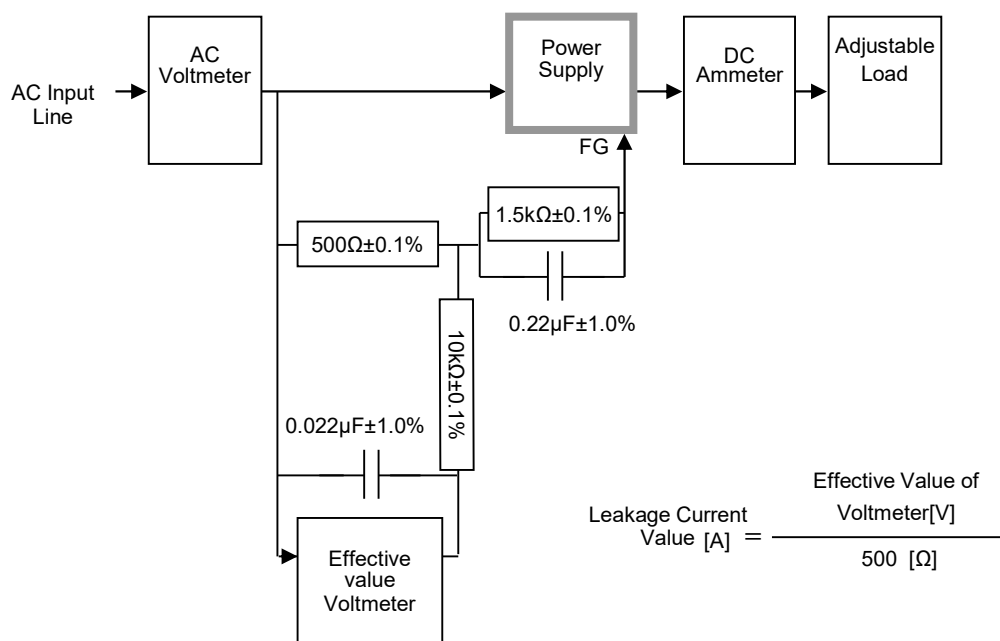 AC Input
Line
AC
Voltmeter
Power
Supply
DC
Ammeter
Adjustable
Load
FG
1.5kΩ±0.1%
500Ω±0.1%
0.22µF±1.0%
10kΩ±0.1%
0.022µF±1.0%
Effective
value
Voltmeter
Leakage Current
Value [A] =
Effective Value of
Voltmeter[V]
500 [Ω]